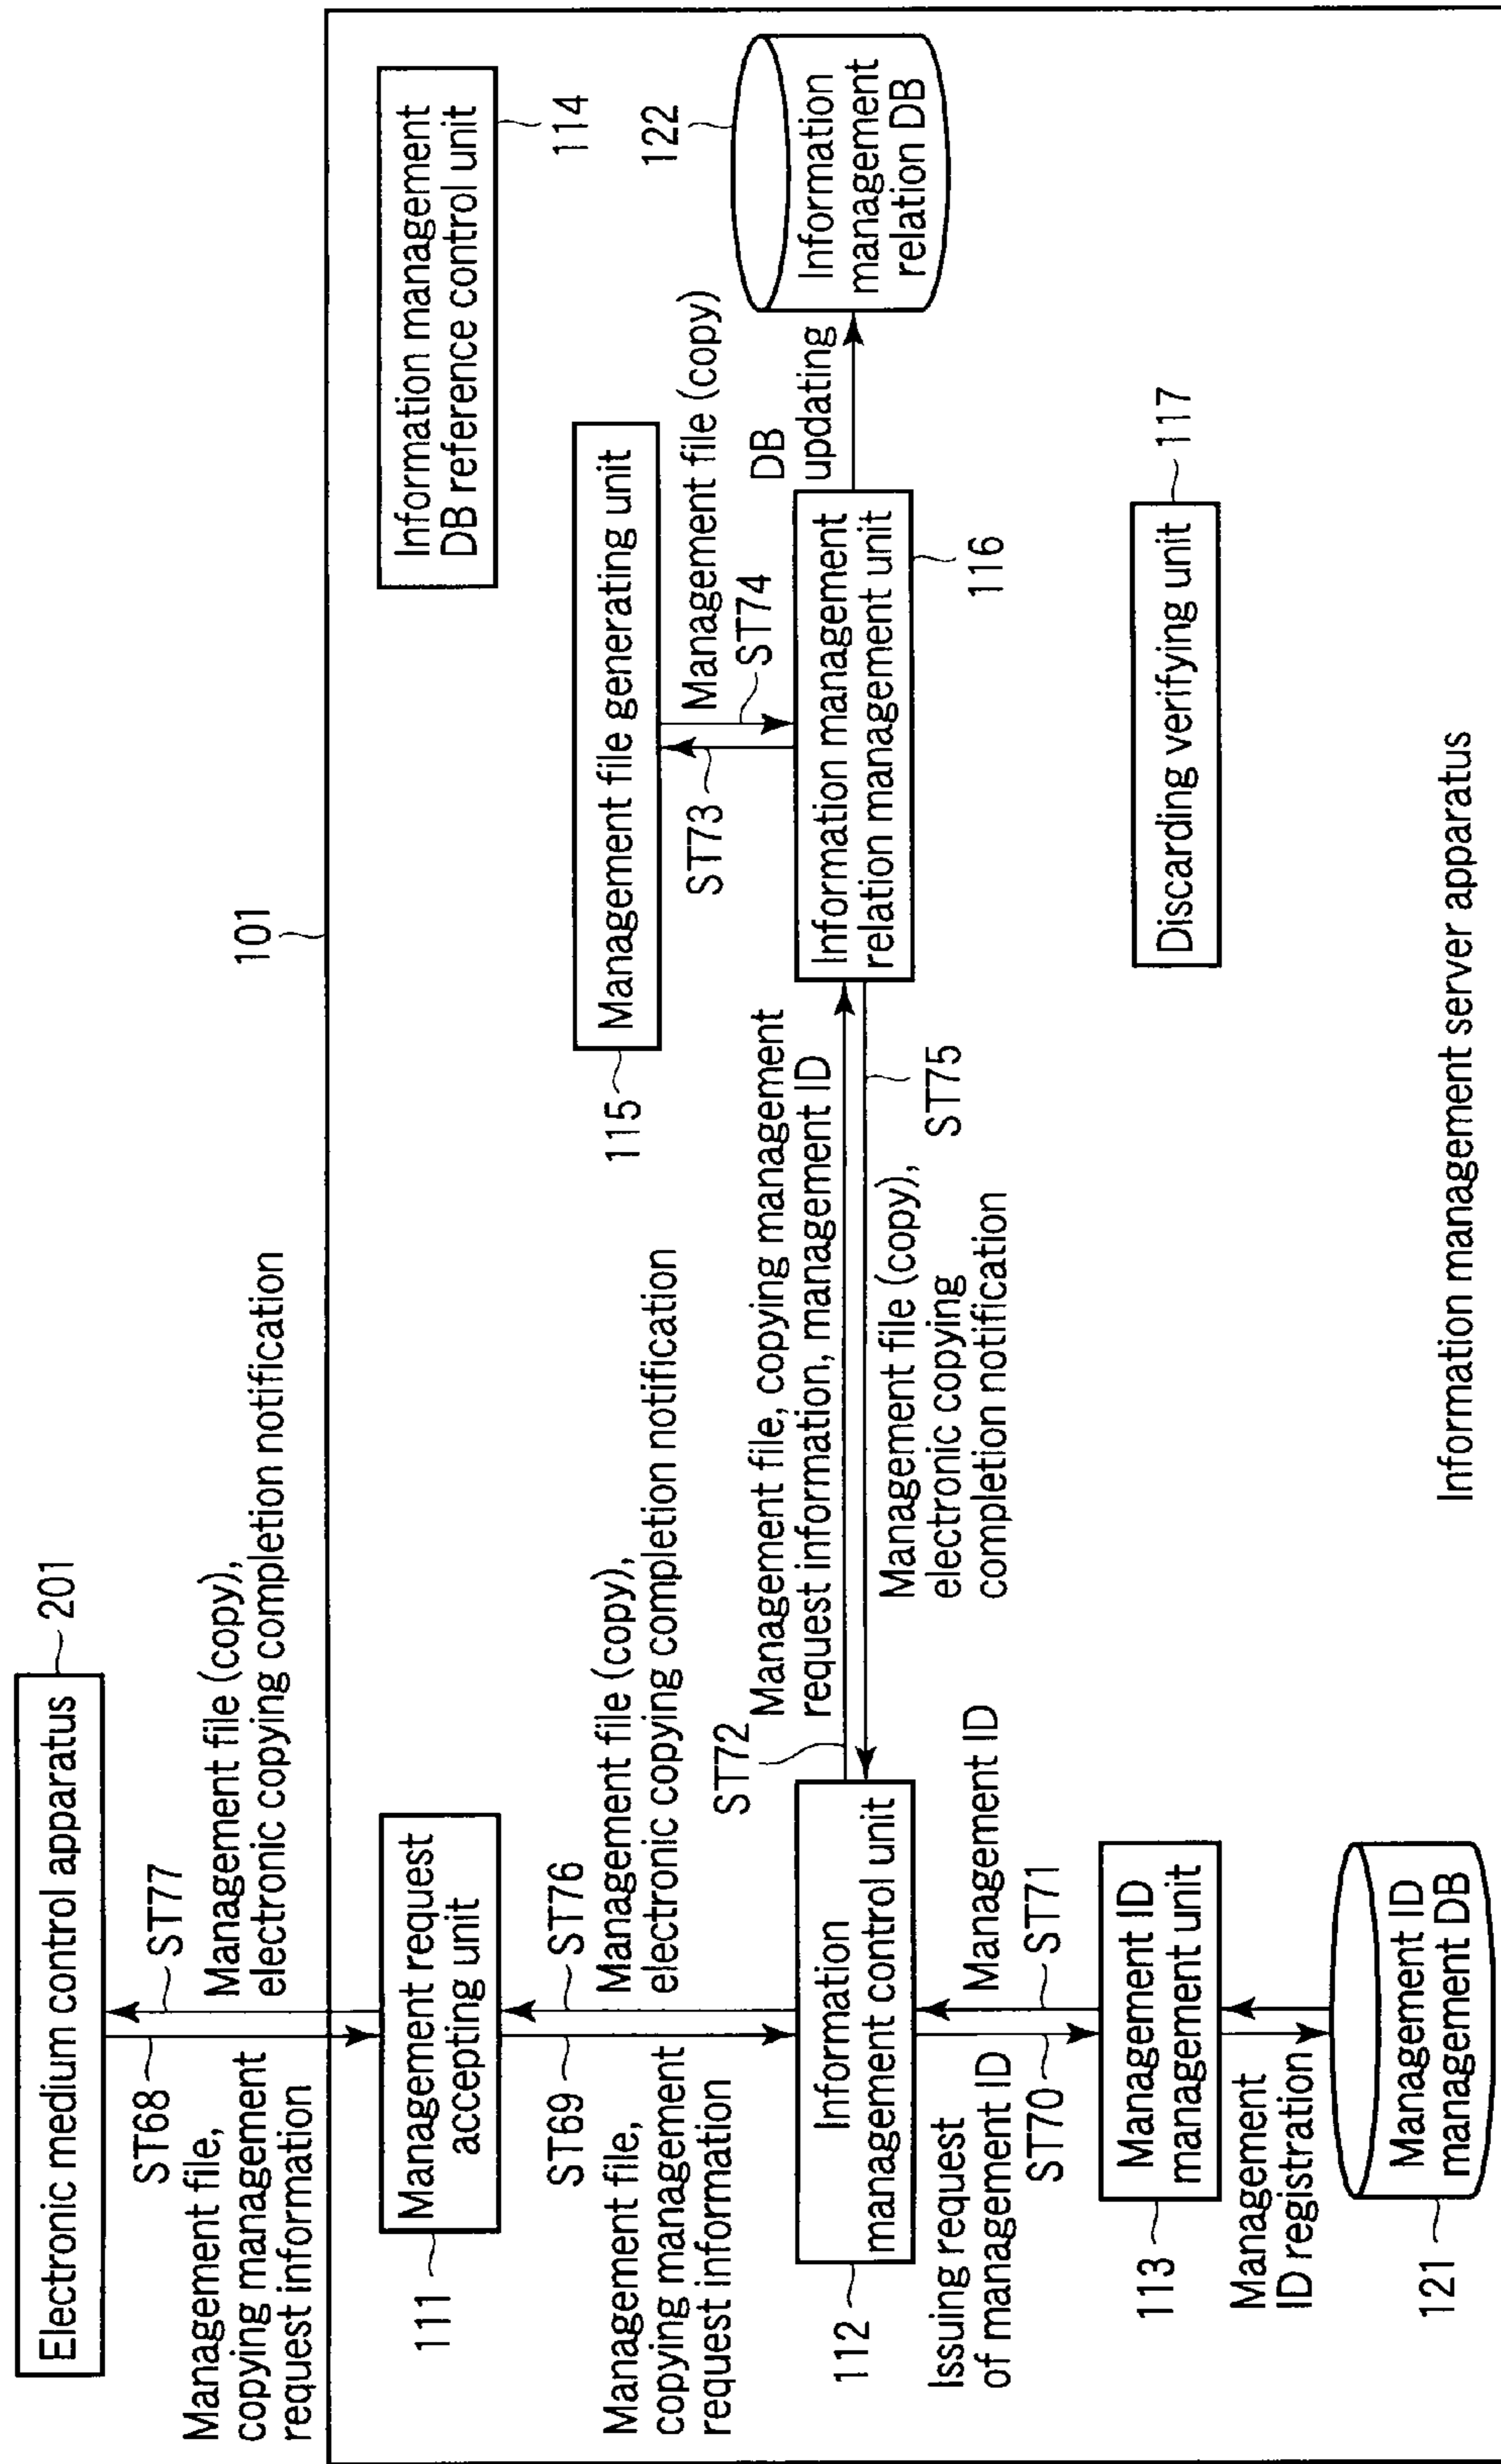 Electronic medium control apparatus
201
ST68
ST77
Management file,
copying management
request information
Management file (copy),
electronic copying completion notification
101
Management request
accepting unit
111
Information management
DB reference control unit
114
ST69
ST76
Management file,
copying management
request information
Management file (copy),
electronic copying completion notification
Management file generating unit
115
ST73
ST74
Management file (copy)
122
Information
management
relation DB
DB
updating
ST72
Management file, copying management
request information, management ID
Information
management control unit
112
Information management
relation management unit
116
ST75
Management file (copy),
electronic copying
completion notification
Issuing request
of management ID
ST70
ST71
Management ID
Management ID
management unit
113
Discarding verifying unit
117
Management
ID registration
Management ID
management DB
121
Information management server apparatus